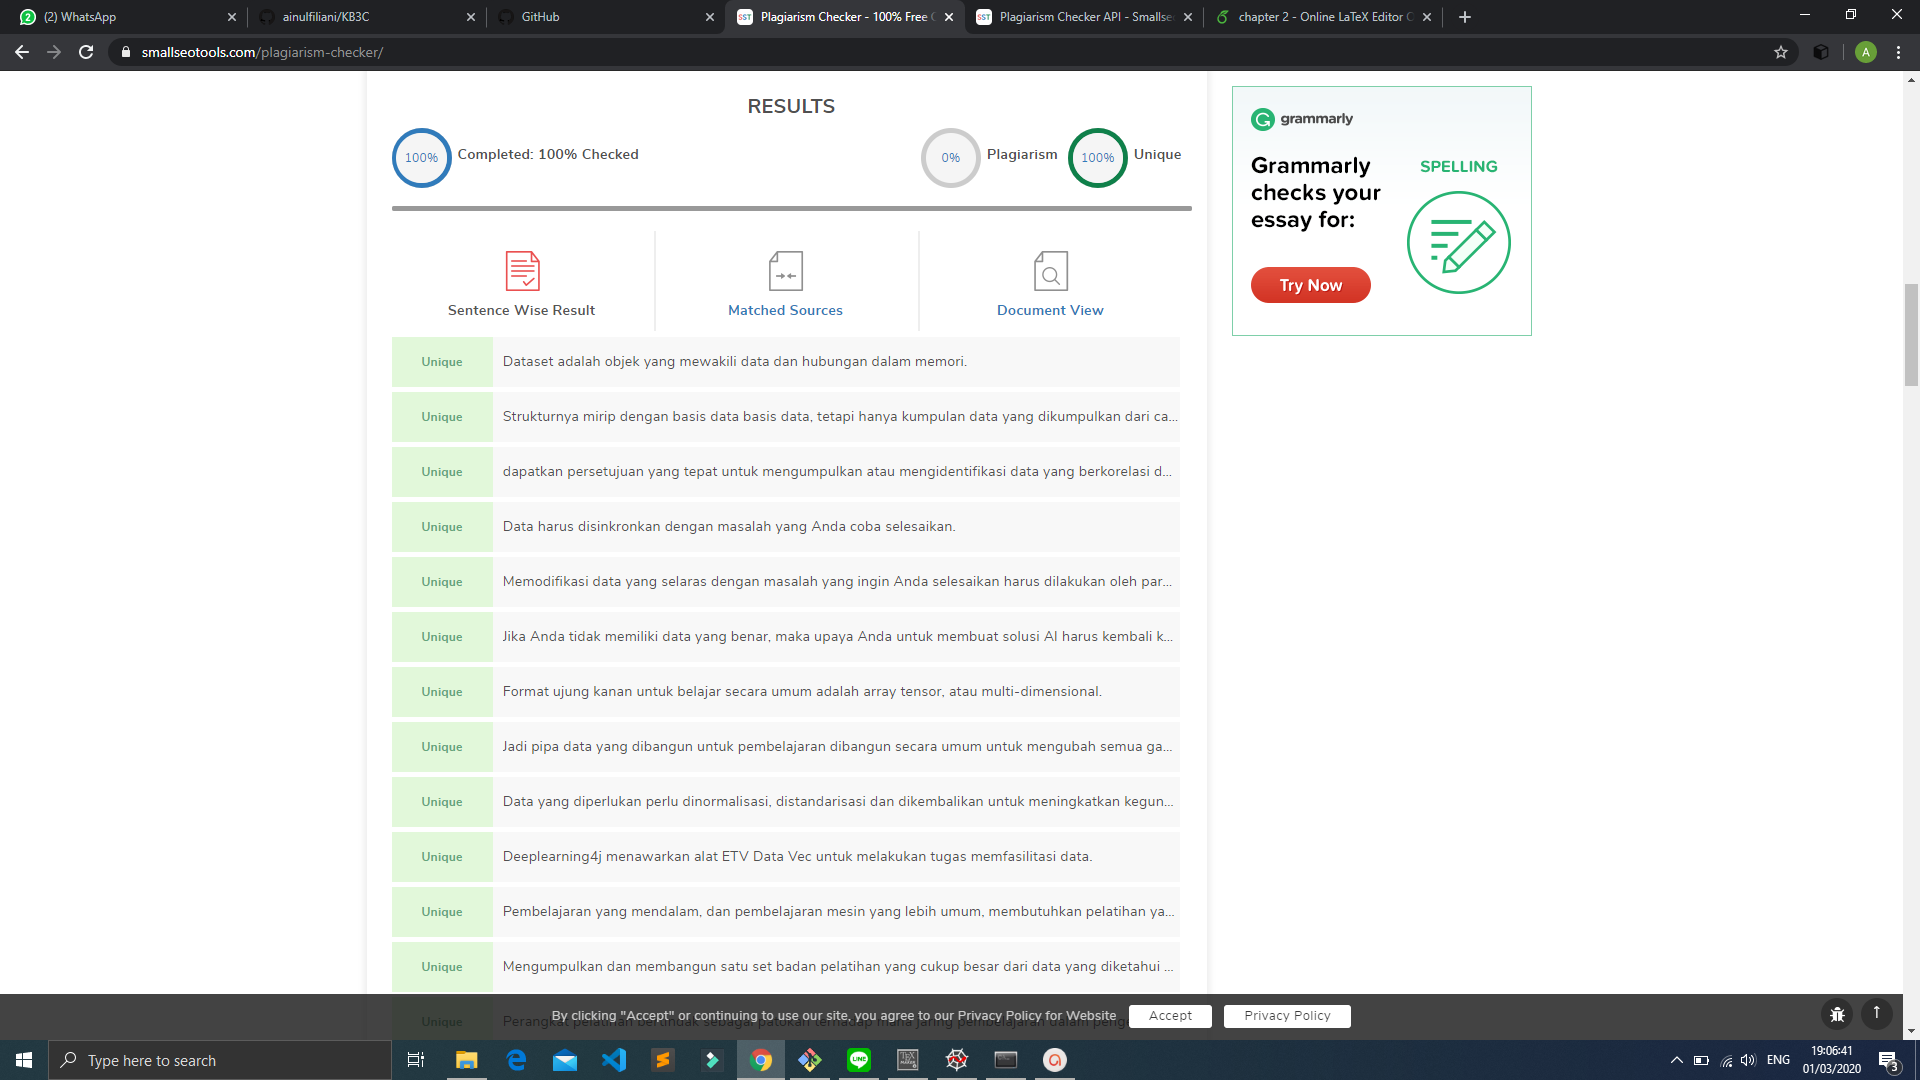 (2) WhatsApp
ainulfiliani/KB3C
GitHub
Plagiarism Checker - 100% Free
Plagiarism Checker API - Smallse
chapter 2 - Online LaTeX Editor
smallseotools.com/plagiarism-checker/
A
RESULTS
100% Completed: 100% Checked
0% Plagiarism 100% Unique
Sentence Wise Result
Matched Sources
Document View
Unique Dataset adalah objek yang mewakili data dan hubungan dalam memori.
Unique Strukturnya mirip dengan basis data basis data, tetapi hanya kumpulan data yang dikumpulkan dari ca...
Unique dapatkan persetujuan yang tepat untuk mengumpulkan atau mengidentifikasi data yang berkorelasi d...
Unique Data harus disinkronkan dengan masalah yang Anda coba selesaikan.
Unique Memodifikasi data yang selaras dengan masalah yang ingin Anda selesaikan harus dilakukan oleh par...
Unique Jika Anda tidak memiliki data yang benar, maka upaya Anda untuk membuat solusi AI harus kembali k...
Unique Format ujung kanan untuk belajar secara umum adalah array tensor, atau multi-dimensional.
Unique Jadi pipa data yang dibangun untuk pembelajaran dibangun secara umum untuk mengubah semua ga...
Unique Data yang diperlukan perlu dinormalisasi, distandarisasi dan dikembalikan untuk meningkatkan kegun...
Unique Deeplearning4j menawarkan alat ETV Data Vec untuk melakukan tugas memfasilitasi data.
Unique Pembelajaran yang mendalam, dan pembelajaran mesin yang lebih umum, membutuhkan pelatihan ya...
Unique Mengumpulkan dan membangun satu set badan pelatihan yang cukup besar dari data yang diketahui ...
Unique Perangkat pelatihan bertindak sebagai patokan terhadap mana jaring pembelajaran dalam
By clicking "Accept" or continuing to use our site, you agree to our Privacy Policy for Website
Accept
Privacy Policy
grammarly
Grammarly
checks your
essay for:
SPELLING
Try Now
Type here to search
ENG
19:06:41
01/03/2020
3